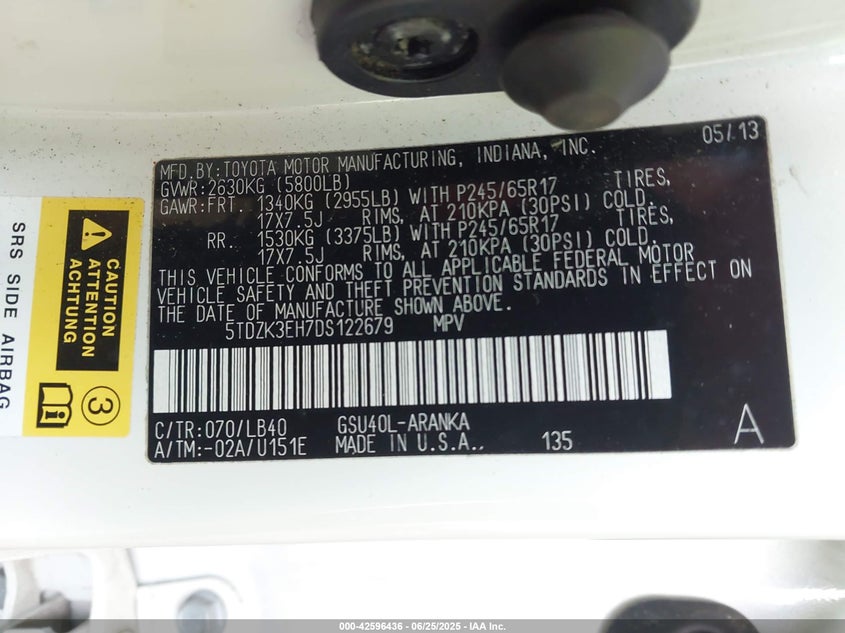 05/13
MFD.BY:TOYOTA MOTOR MANUFACTURING, INDIANA, INC.
GVWR:2630KG (5800LB)
GAWR:FRT. 1340KG (2955LB) WITH P245/65R17 TIRES,
17X7.5J RIMS, AT 210KPA (30PSI) COLD.
RR. 1530KG (3375LB) WITH P245/65R17 TIRES,
17X7.5J RIMS, AT 210KPA (30PSI) COLD.
THIS VEHICLE CONFORMS TO ALL APPLICABLE FEDERAL MOTOR
VEHICLE SAFETY AND THEFT PREVENTION STANDARDS IN EFFECT ON
THE DATE OF MANUFACTURE SHOWN ABOVE.
5TDZK3EH7DS122679 MPV
C/TR:070/LB40 GSU40L-ARANKA
A/TM:-02A/U151E MADE IN U.S.A. 135 A
CAUTION
ATTENTION
ACHTUNG
3
SRS SIDE AIRBAG
000-42596436 - 06/25/2025 - IAA Inc.